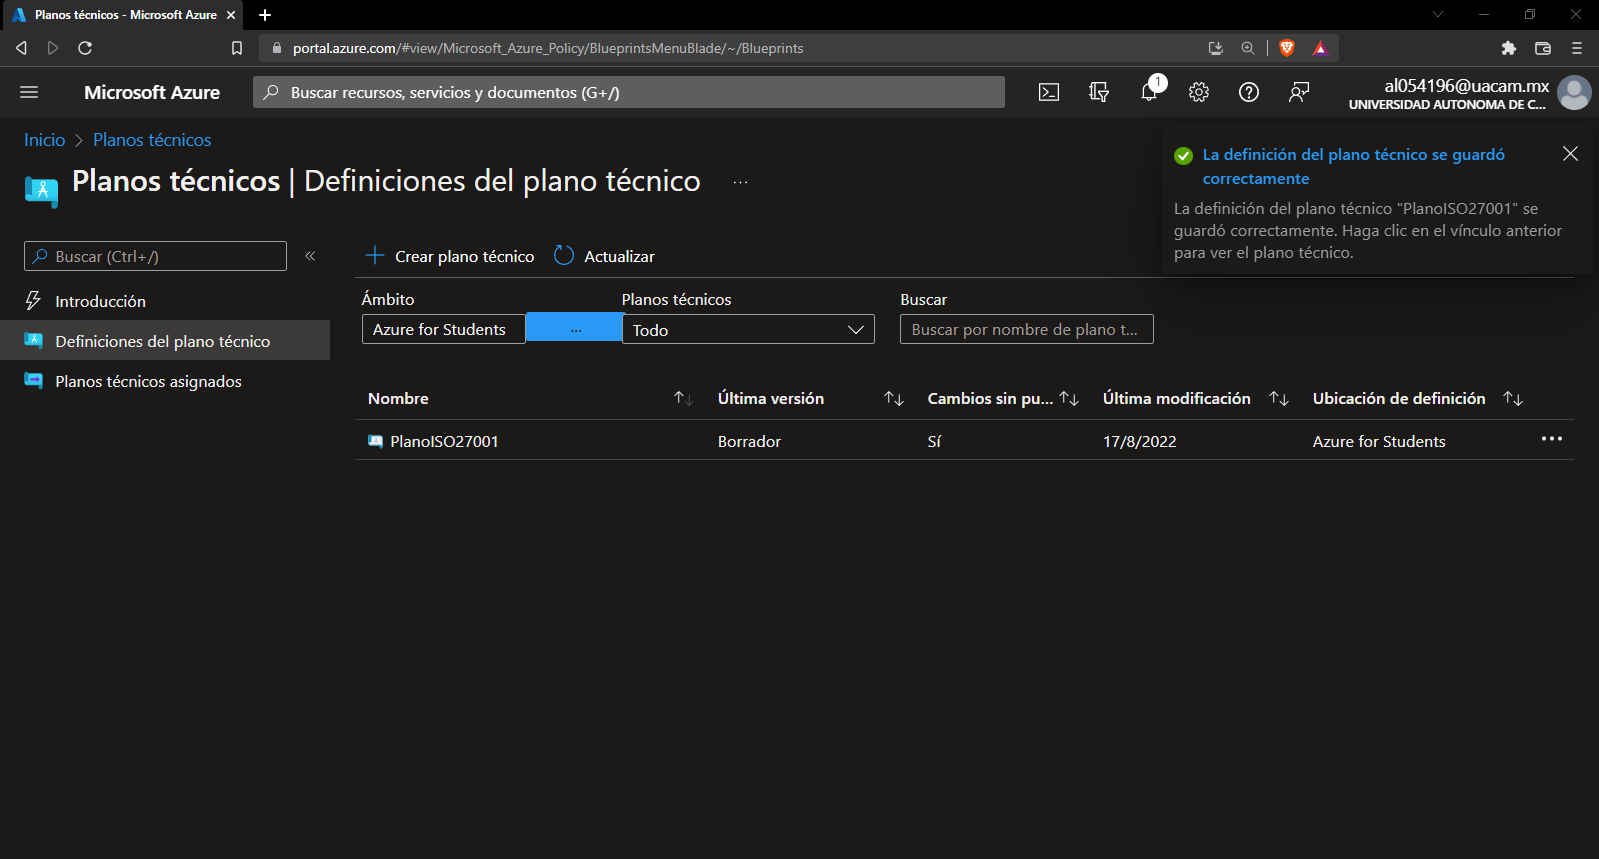 Planos técnicos - Microsoft Azure
portal.azure.com/#view/Microsoft_Azure_Policy/BlueprintsMenuBlade/~/Blueprints
Microsoft Azure
Buscar recursos, servicios y documentos (G+/)
1
al054196@uacam.mx
UNIVERSIDAD AUTONOMA DE C...
Inicio > Planos técnicos
Planos técnicos | Definiciones del plano técnico ...
La definición del plano técnico se guardó
correctamente
La definición del plano técnico "PlanoISO27001" se
guardó correctamente. Haga clic en el vínculo anterior
para ver el plano técnico.
Buscar (Ctrl+/)
«
Introducción
Definiciones del plano técnico
Planos técnicos asignados
Crear plano técnico Actualizar
Ámbito Planos técnicos Buscar
Azure for Students ... Todo Buscar por nombre de plano t...
Nombre Última versión Cambios sin pu... Última modificación Ubicación de definición
PlanoISO27001 Borrador Sí 17/8/2022 Azure for Students ...